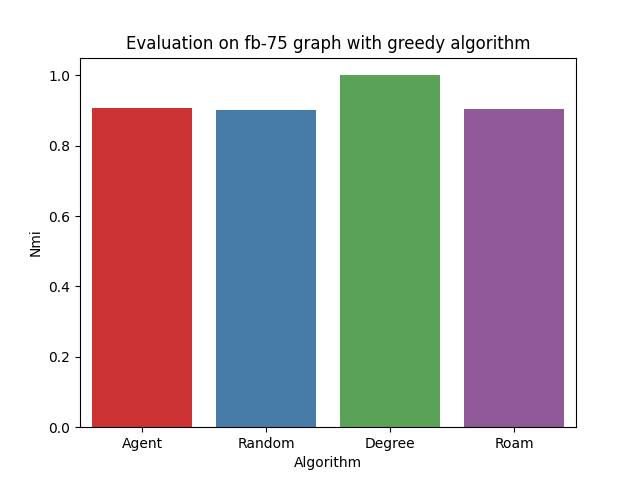 Evaluation on fb-75 graph with greedy algorithm
Nmi
1.0
0.8
0.6
0.4
0.2
0.0
Agent Random Degree Roam
Algorithm